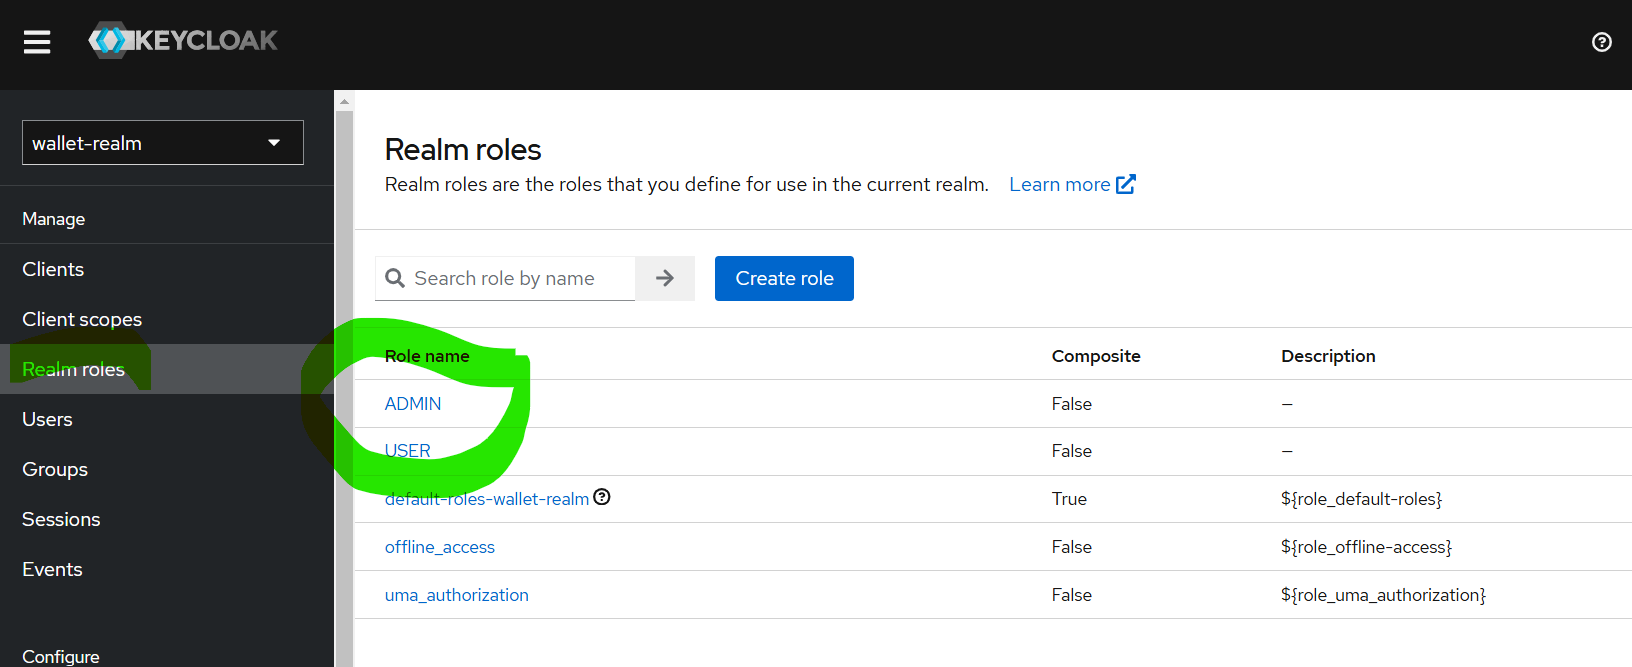 KEYCLOAK
wallet-realm
Manage
Clients
Client scopes
Realm roles
Users
Groups
Sessions
Events
Configure
Realm roles
Realm roles are the roles that you define for use in the current realm. Learn more
Search role by name
Create role
Role name Composite Description
ADMIN False –
USER False –
default-roles-wallet-realm True ${role_default-roles}
offline_access False ${role_offline-access}
uma_authorization False ${role_uma_authorization}